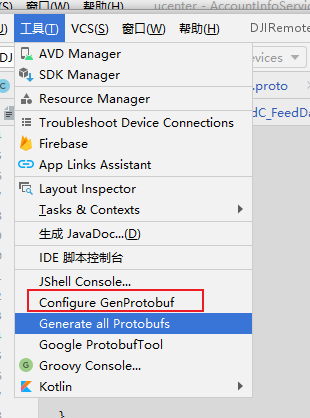 ucenter - AccountInfoServic
) 工具(T) VCS(S) 窗口(W) 帮助(H) DJIRemote
AVD Manager
SDK Manager
Resource Manager
Troubleshoot Device Connections
Firebase
App Links Assistant
Layout Inspector
Tasks & Contexts
生成 JavaDoc...(D)
IDE 脚本控制台
JShell Console...
Configure GenProtobuf
Generate all Protobufs
Google ProtobufTool
Groovy Console...
Kotlin
DJ
evices
.proto
dC_FeedDa
}